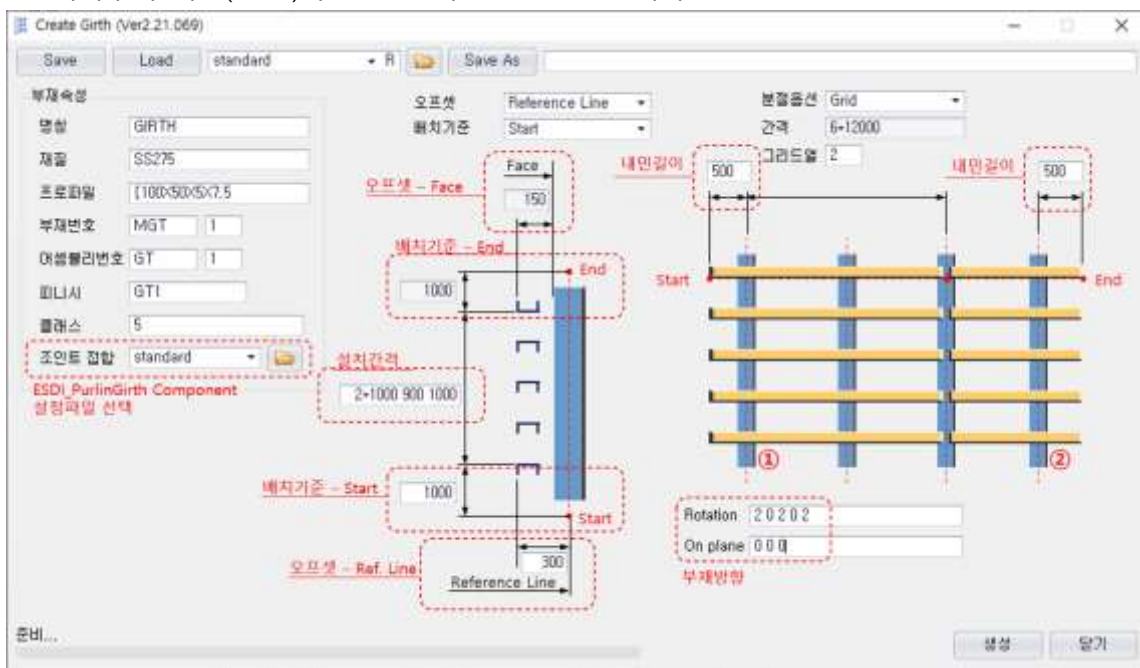 Create Girth (Ver2.21.069)
Save Load standard R Save As
부재속성
명칭 GIRTH
재질 SS275
프로파일 [100X50X5X7.5
부재번호 MGT 1
어셈블리번호 GT 1
피니시 GT1
클래스 5
조인트 접합 standard
ESDI_PurlinGirth Component
설정파일 선택
오프셋 Reference Line
배치기준 Start
분절옵션 Grid
간격 6*12000
그리드열 2
Face
오프셋 - Face
150
배치기준 - End
End
1000
설치간격
2*1000 900 1000
배치기준 - Start
1000
Start
오프셋 - Ref. Line
300
Reference Line
내민길이
500
내민길이
500
Start
End
①
②
Rotation 2 0 2 0 2
On plane 0 0 0
부재방향
준비...
생성 닫기